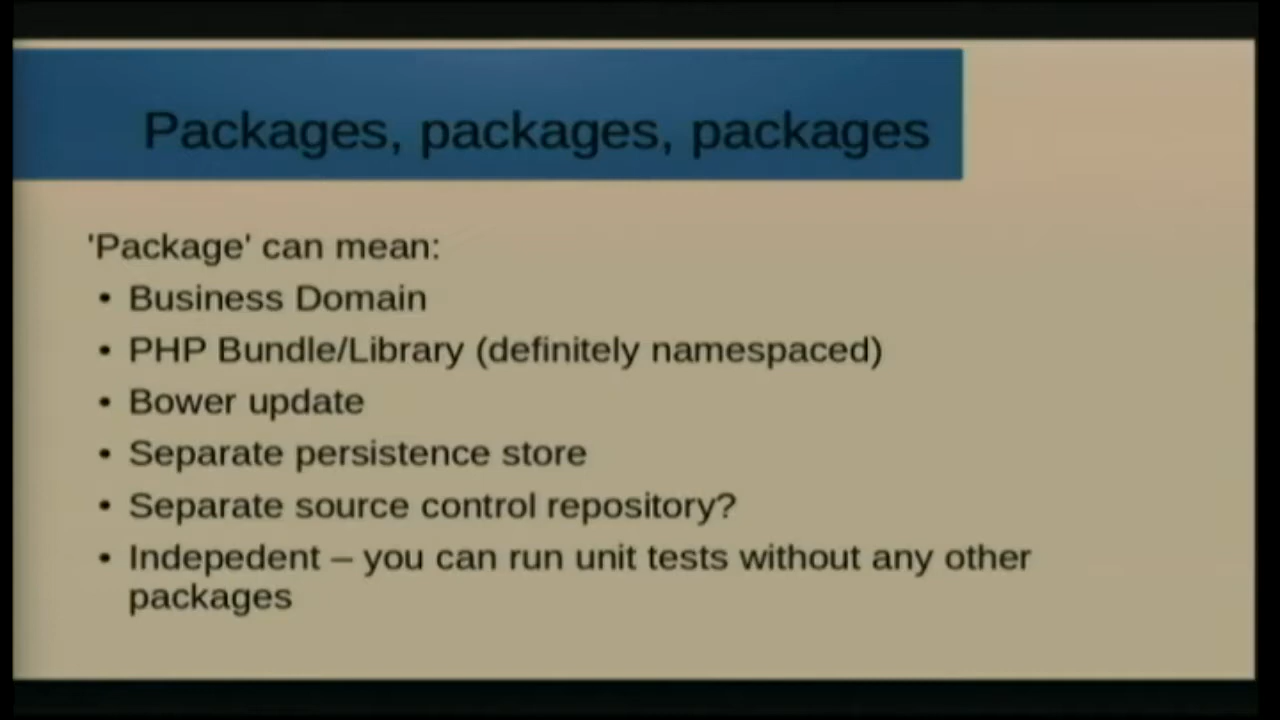 Packages, packages, packages
'Package' can mean:
• Business Domain
• PHP Bundle/Library (definitely namespaced)
• Bower update
• Separate persistence store
• Separate source control repository?
• Indepedent – you can run unit tests without any other
packages